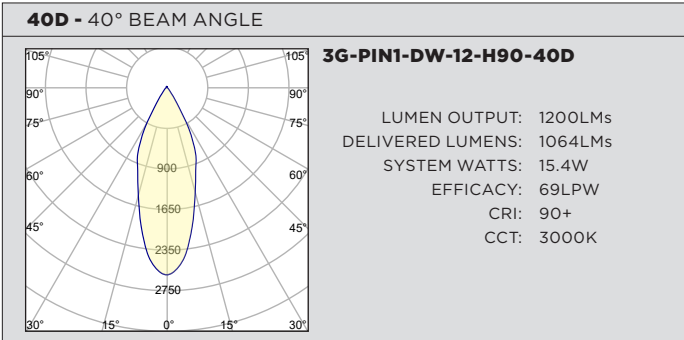 40D - 40° BEAM ANGLE
3G-PIN1-DW-12-H90-40D
LUMEN OUTPUT: 1200LMs
DELIVERED LUMENS: 1064LMs
SYSTEM WATTS: 15.4W
EFFICACY: 69LPW
CRI: 90+
CCT: 3000K
105° 105°
90° 90°
75° 75°
900
60° 60°
1650
45° 45°
2350
2750
30° 15° 0° 15° 30°